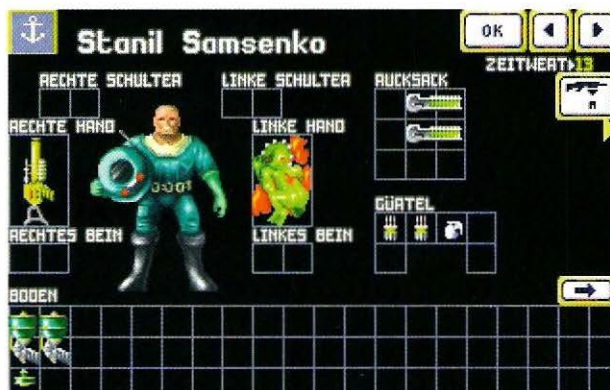 Stanil Samsenko
OK
ZEITWERT▸13
RECHTE SCHULTER
LINKE SCHULTER
RUCKSACK
RECHTE HAND
LINKE HAND
GÜRTEL
RECHTES BEIN
LINKES BEIN
BODEN